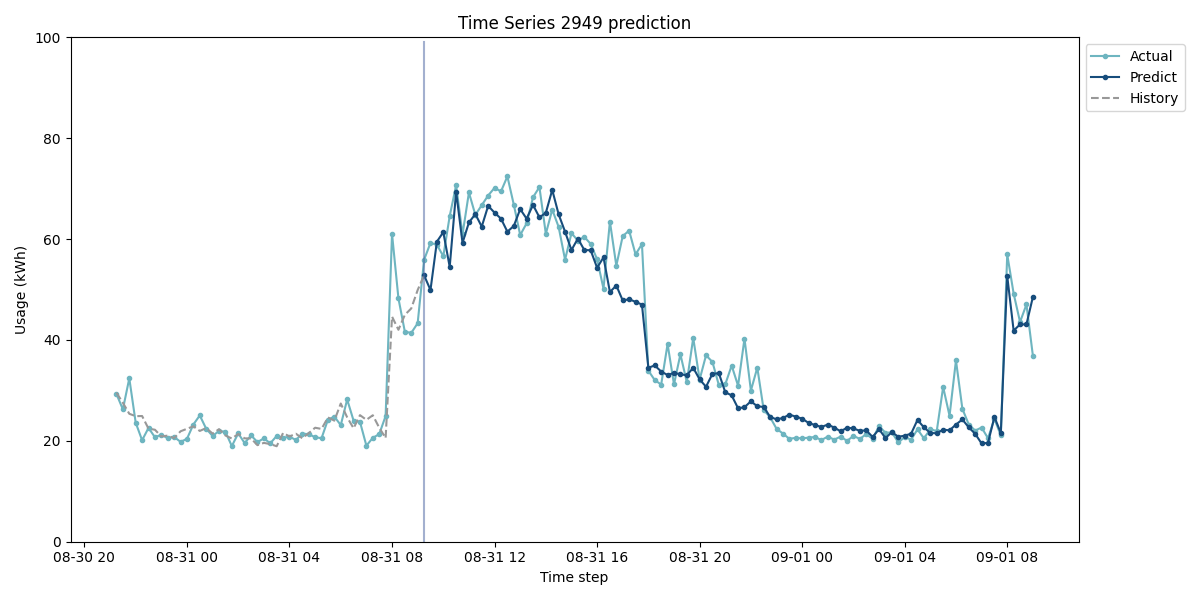 Time Series 2949 prediction
Usage (kWh)
100
80
60
40
20
0
08-30 20
08-31 00
08-31 04
08-31 08
08-31 12
08-31 16
08-31 20
09-01 00
09-01 04
09-01 08
Time step
Actual
Predict
History